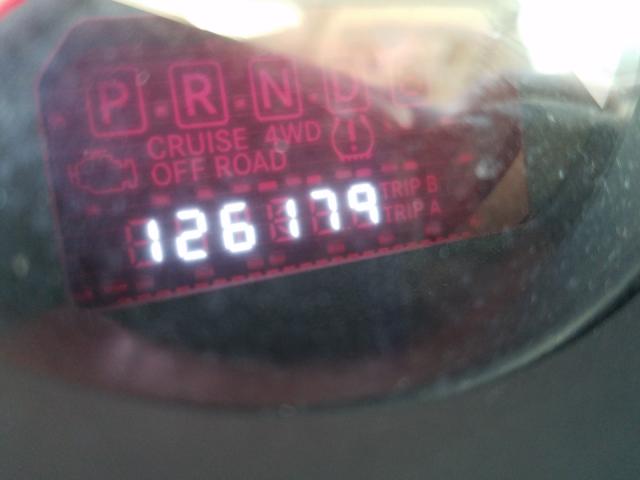 P R N D
CRUISE 4WD
OFF ROAD
TRIP B
126179
TRIP A